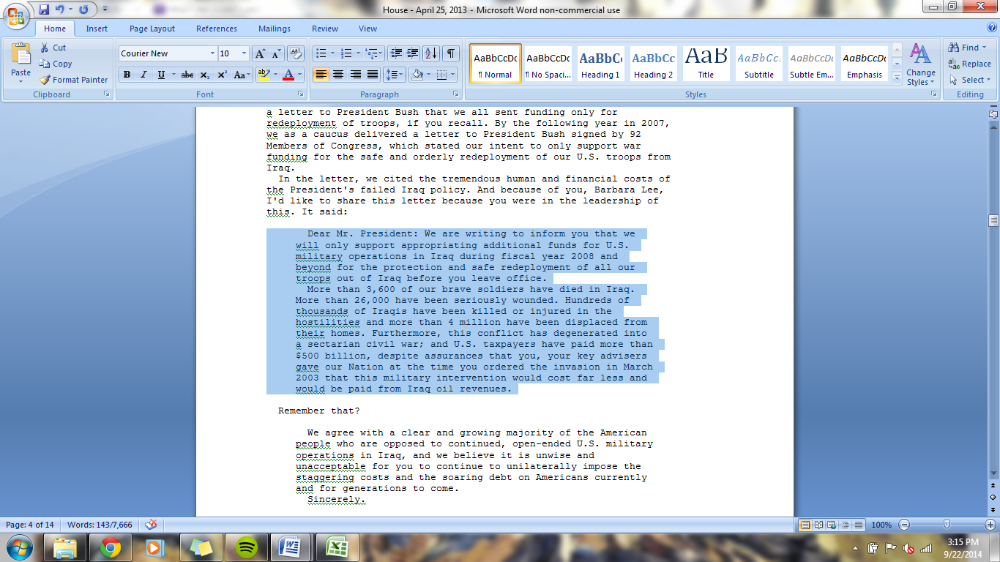 House - April 25, 2013 - Microsoft Word non-commercial use
Home Insert Page Layout References Mailings Review View
Paste
Cut
Copy
Format Painter
Clipboard
Courier New 10
Font
Paragraph
AaBbCcDc AaBbCcDc AaBbC AaBbCc AaB AaBbCc. AaBbCcDc AaBbCcDc
¶ Normal ¶ No Spaci... Heading 1 Heading 2 Title Subtitle Subtle Em... Emphasis
Change Styles
Styles
Find
Replace
Select
Editing
a letter to President Bush that we all sent funding only for
redeployment of troops, if you recall. By the following year in 2007,
we as a caucus delivered a letter to President Bush signed by 92
Members of Congress, which stated our intent to only support war
funding for the safe and orderly redeployment of our U.S. troops from
Iraq.
In the letter, we cited the tremendous human and financial costs of
the President's failed Iraq policy. And because of you, Barbara Lee,
I'd like to share this letter because you were in the leadership of
this. It said:
Dear Mr. President: We are writing to inform you that we
will only support appropriating additional funds for U.S.
military operations in Iraq during fiscal year 2008 and
beyond for the protection and safe redeployment of all our
troops out of Iraq before you leave office.
More than 3,600 of our brave soldiers have died in Iraq.
More than 26,000 have been seriously wounded. Hundreds of
thousands of Iraqis have been killed or injured in the
hostilities and more than 4 million have been displaced from
their homes. Furthermore, this conflict has degenerated into
a sectarian civil war; and U.S. taxpayers have paid more than
$500 billion, despite assurances that you, your key advisers
gave our Nation at the time you ordered the invasion in March
2003 that this military intervention would cost far less and
would be paid from Iraq oil revenues.
Remember that?
We agree with a clear and growing majority of the American
people who are opposed to continued, open-ended U.S. military
operations in Iraq, and we believe it is unwise and
unacceptable for you to continue to unilaterally impose the
staggering costs and the soaring debt on Americans currently
and for generations to come.
Sincerely.
Page: 4 of 14 Words: 143/7,666 100%
3:15 PM
9/22/2014